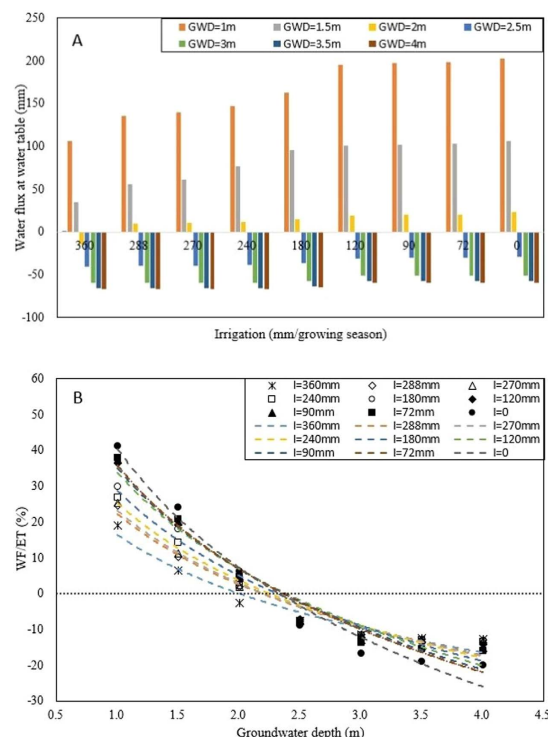 A
GWD=1m GWD=1.5m GWD=2m GWD=2.5m
GWD=3m GWD=3.5m GWD=4m
250
200
150
100
50
0
-50
-100
Water flux at water table (mm)
360 288 270 240 180 120 90 72 0
Irrigation (mm/growing season)
B
I=360mm I=288mm I=270mm
I=240mm I=180mm I=120mm
I=90mm I=72mm I=0
I=360mm I=288mm I=270mm
I=240mm I=180mm I=120mm
I=90mm I=72mm I=0
60
50
40
30
20
10
0
-10
-20
-30
WF/ET (%)
0.5 1.0 1.5 2.0 2.5 3.0 3.5 4.0 4.5
Groundwater depth (m)